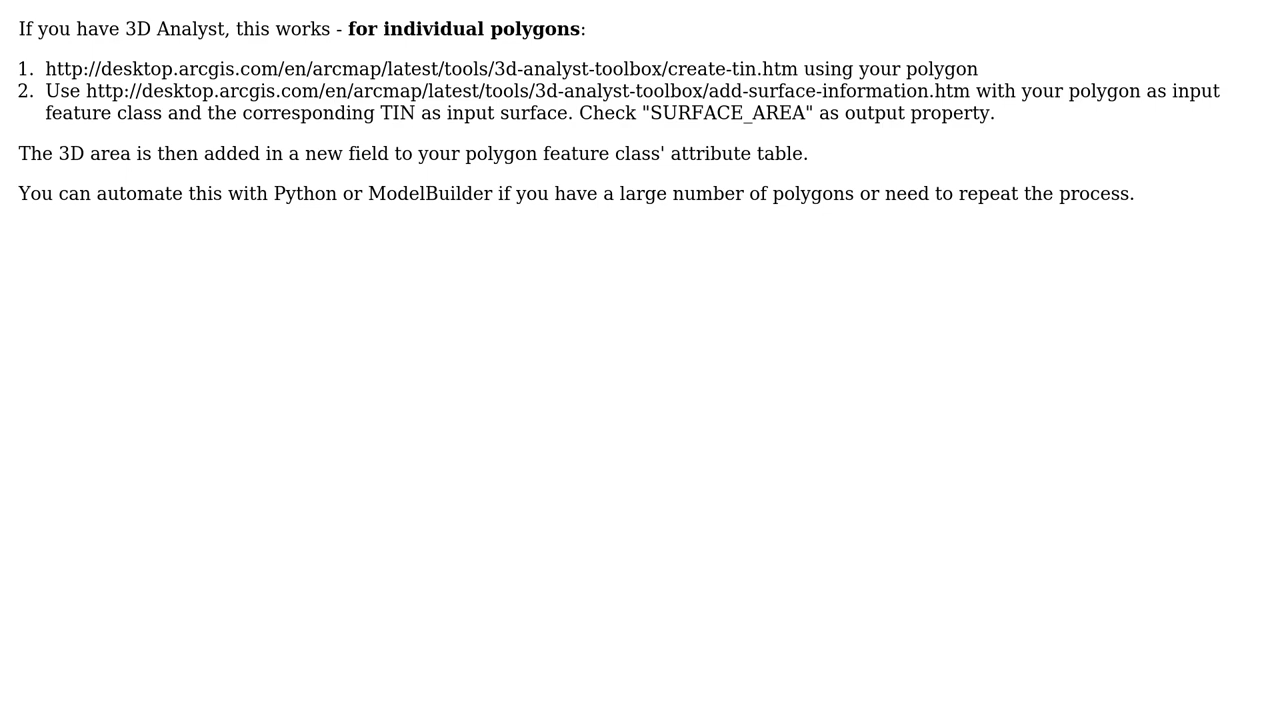 If you have 3D Analyst, this works - for individual polygons:
1. http://desktop.arcgis.com/en/arcmap/latest/tools/3d-analyst-toolbox/create-tin.htm using your polygon
2. Use http://desktop.arcgis.com/en/arcmap/latest/tools/3d-analyst-toolbox/add-surface-information.htm with your polygon as input
feature class and the corresponding TIN as input surface. Check "SURFACE_AREA" as output property.
The 3D area is then added in a new field to your polygon feature class' attribute table.
You can automate this with Python or ModelBuilder if you have a large number of polygons or need to repeat the process.